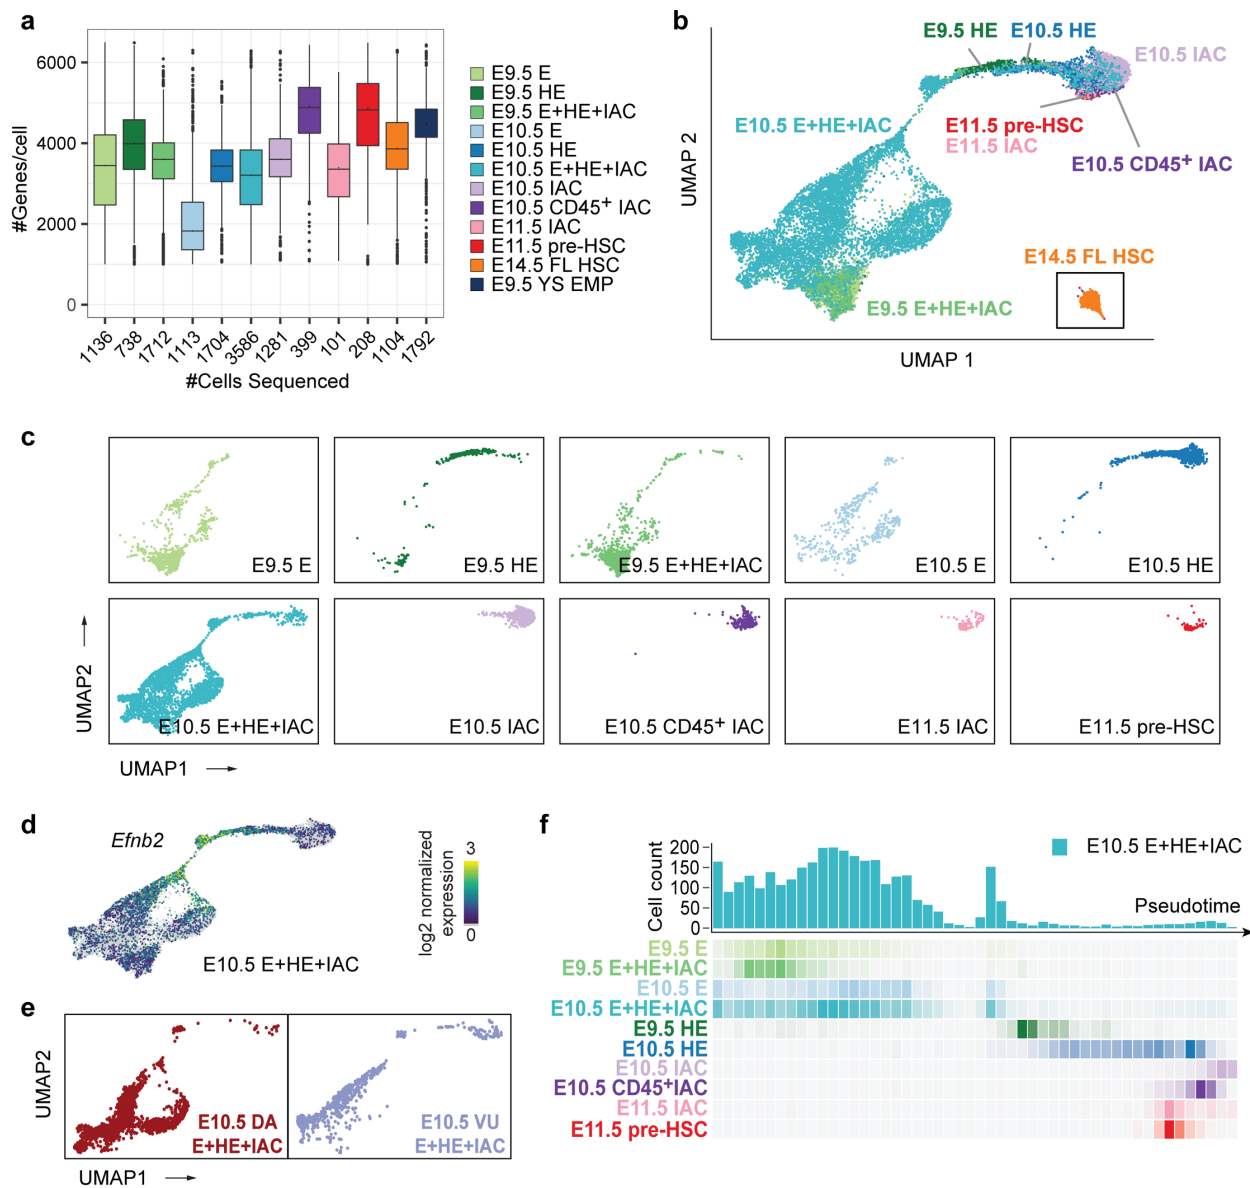 a
#Genes/cell
6000
4000
2000
0
1136
738
1712
1113
1704
3586
1281
399
101
208
1104
1792
#Cells Sequenced
E9.5 E
E9.5 HE
E9.5 E+HE+IAC
E10.5 E
E10.5 HE
E10.5 E+HE+IAC
E10.5 IAC
E10.5 CD45+ IAC
E11.5 IAC
E11.5 pre-HSC
E14.5 FL HSC
E9.5 YS EMP
b
UMAP 2
E9.5 HE
E10.5 HE
E10.5 IAC
E10.5 E+HE+IAC
E11.5 pre-HSC
E11.5 IAC
E10.5 CD45+ IAC
E14.5 FL HSC
E9.5 E+HE+IAC
UMAP 1
c
E9.5 E
E9.5 HE
E9.5 E+HE+IAC
E10.5 E
E10.5 HE
E10.5 E+HE+IAC
E10.5 IAC
E10.5 CD45+ IAC
E11.5 IAC
E11.5 pre-HSC
UMAP2
UMAP1
d
Efnb2
log2 normalized
expression
3
0
E10.5 E+HE+IAC
e
UMAP2
E10.5 DA
E+HE+IAC
E10.5 VU
E+HE+IAC
UMAP1
f
Cell count
200
150
100
50
0
E10.5 E+HE+IAC
Pseudotime
E9.5 E
E9.5 E+HE+IAC
E10.5 E
E10.5 E+HE+IAC
E9.5 HE
E10.5 HE
E10.5 IAC
E10.5 CD45+IAC
E11.5 IAC
E11.5 pre-HSC